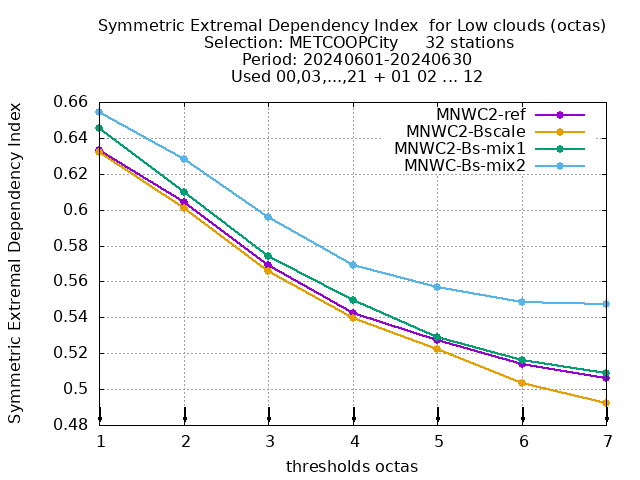 Symmetric Extremal Dependency Index  for Low clouds (octas)
Selection: METCOOPCity     32 stations
Period: 20240601-20240630
Used 00,03,...,21 + 01 02 ... 12
Symmetric Extremal Dependency Index
0.66
0.64
0.62
0.6
0.58
0.56
0.54
0.52
0.5
0.48
MNWC2-ref
MNWC2-Bscale
MNWC2-Bs-mix1
MNWC-Bs-mix2
1 2 3 4 5 6 7
thresholds octas